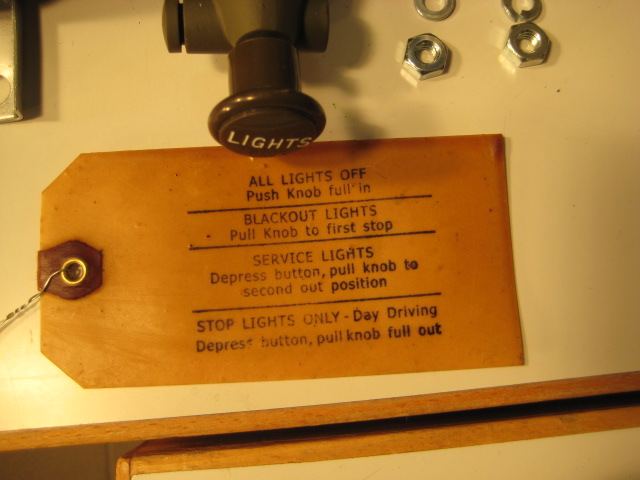 LIGHTS
ALL LIGHTS OFF
Push Knob full in
BLACKOUT LIGHTS
Pull Knob to first stop
SERVICE LIGHTS
Depress button, pull knob to
second out position
STOP LIGHTS ONLY - Day Driving
Depress button, pull knob full out